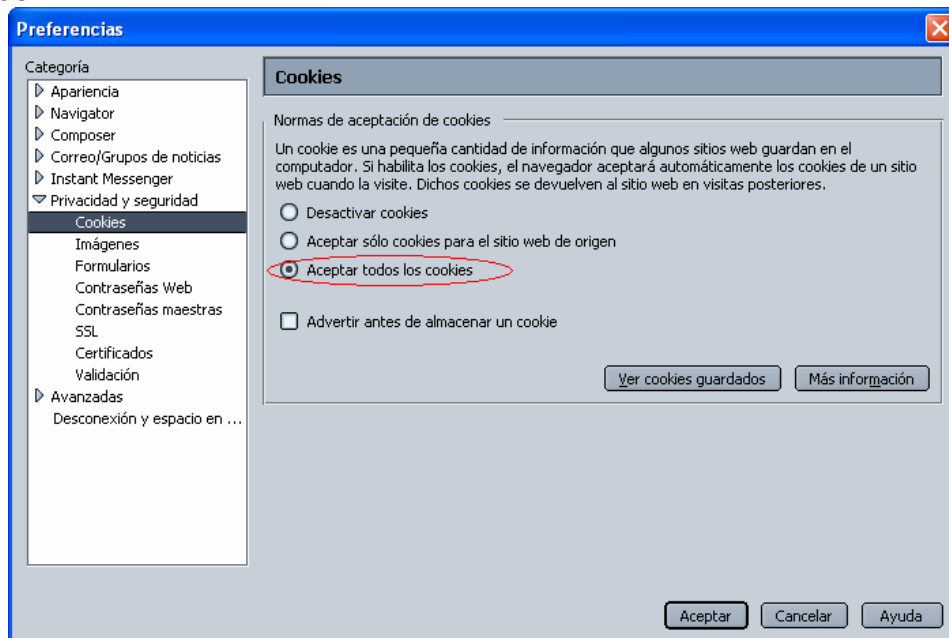 Preferencias
Categoría
Apariencia
Navigator
Composer
Correo/Grupos de noticias
Instant Messenger
Privacidad y seguridad
Cookies
Imágenes
Formularios
Contraseñas Web
Contraseñas maestras
SSL
Certificados
Validación
Avanzadas
Desconexión y espacio en ...
Cookies
Normas de aceptación de cookies
Un cookie es una pequeña cantidad de información que algunos sitios web guardan en el
computador. Si habilita los cookies, el navegador aceptará automáticamente los cookies de un sitio
web cuando la visite. Dichos cookies se devuelven al sitio web en visitas posteriores.
Desactivar cookies
Aceptar sólo cookies para el sitio web de origen
Aceptar todos los cookies
Advertir antes de almacenar un cookie
Ver cookies guardados Más información
Aceptar Cancelar Ayuda